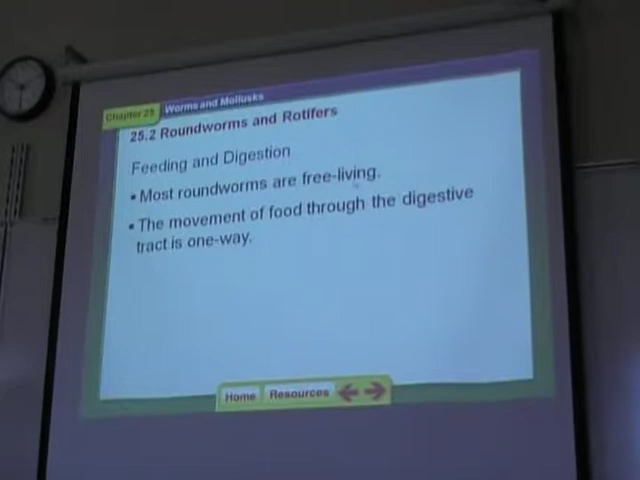 Chapter 25 Worms and Mollusks
25.2 Roundworms and Rotifers
Feeding and Digestion
▪ Most roundworms are free-living.
▪ The movement of food through the digestive
tract is one-way.
Home Resources